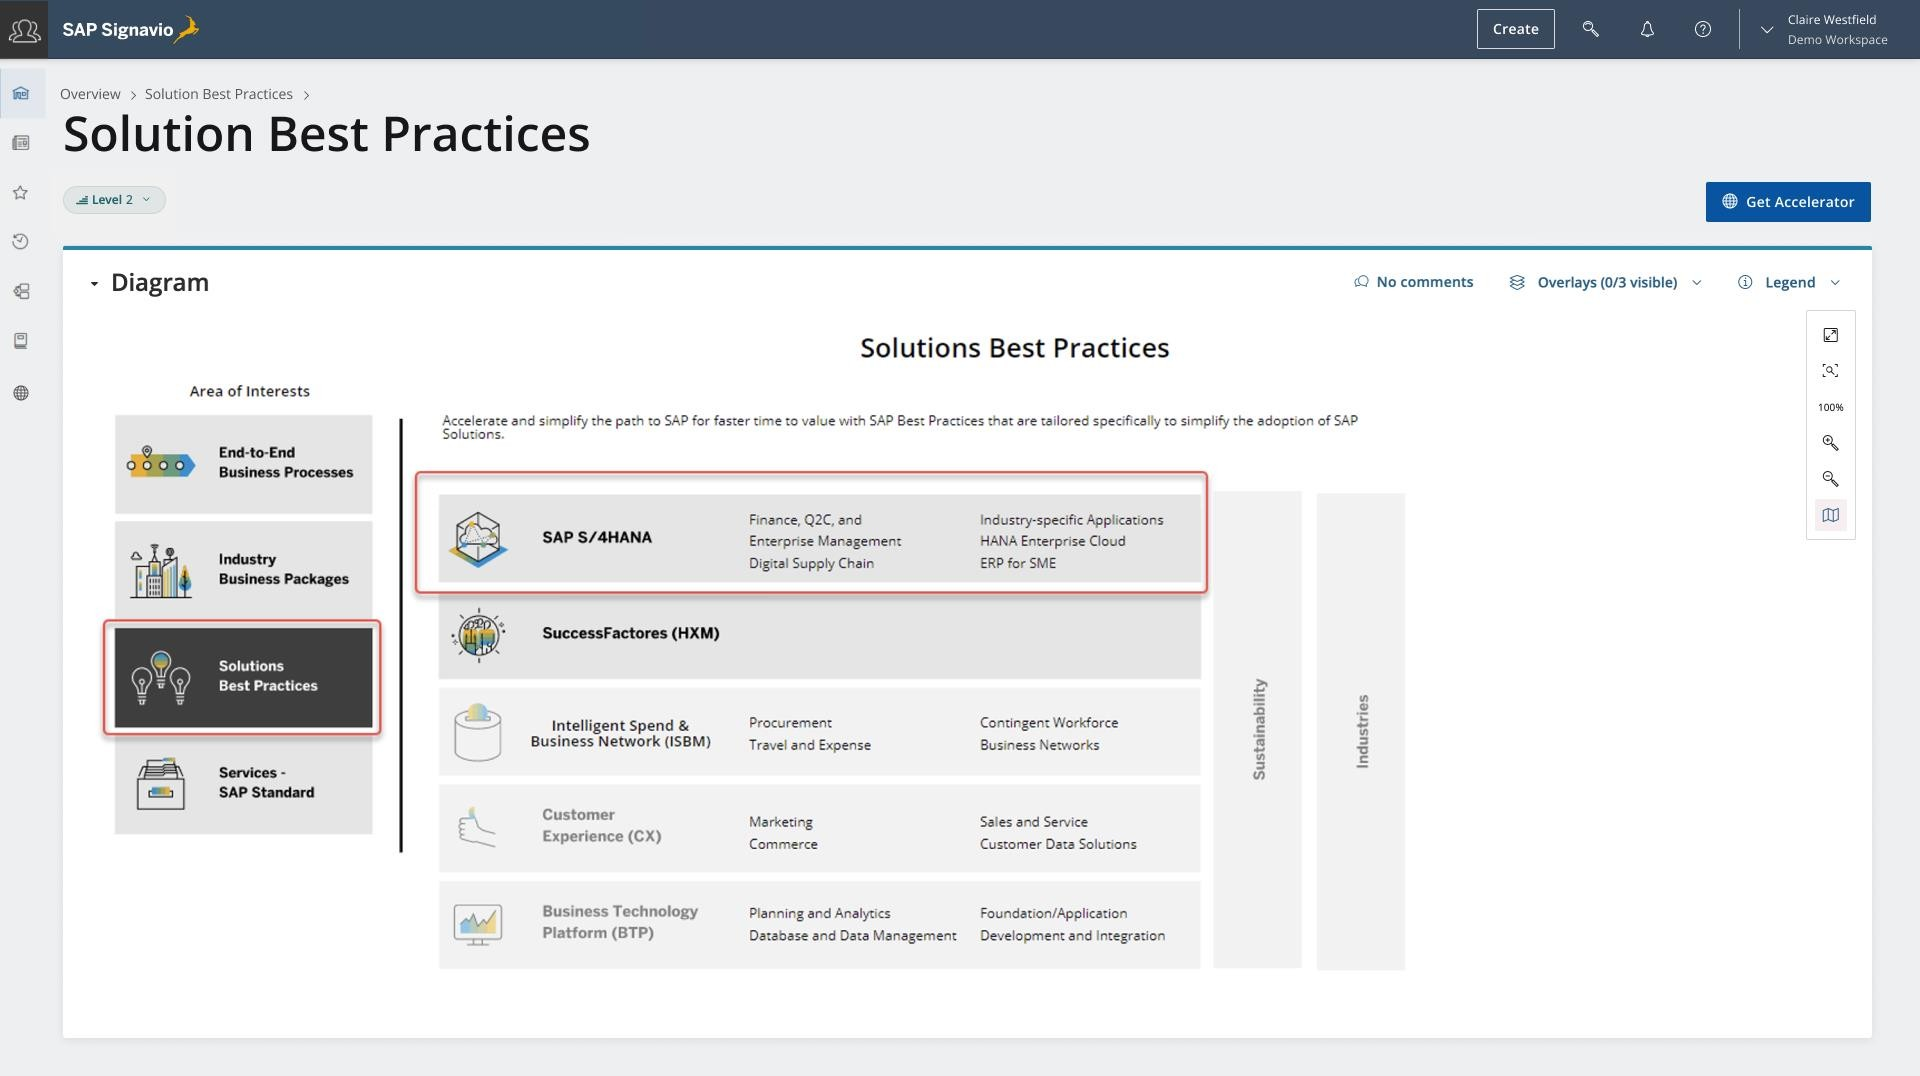 SAP Signavio
Create
Claire Westfield
Demo Workspace
Overview
Solution Best Practices
Solution Best Practices
Level 2
Get Accelerator
Diagram
No comments
Overlays (0/3 visible)
Legend
100%
Solutions Best Practices
Area of Interests
End-to-End
Business Processes
Industry
Business Packages
Solutions
Best Practices
Services -
SAP Standard
Accelerate and simplify the path to SAP for faster time to value with SAP Best Practices that are tailored specifically to simplify the adoption of SAP
Solutions.
SAP S/4HANA
Finance, Q2C, and
Enterprise Management
Digital Supply Chain
Industry-specific Applications
HANA Enterprise Cloud
ERP for SME
SuccessFactores (HXM)
Intelligent Spend &
Business Network (ISBM)
Procurement
Travel and Expense
Contingent Workforce
Business Networks
Customer
Experience (CX)
Marketing
Commerce
Sales and Service
Customer Data Solutions
Business Technology
Platform (BTP)
Planning and Analytics
Database and Data Management
Foundation/Application
Development and Integration
Sustainability
Industries